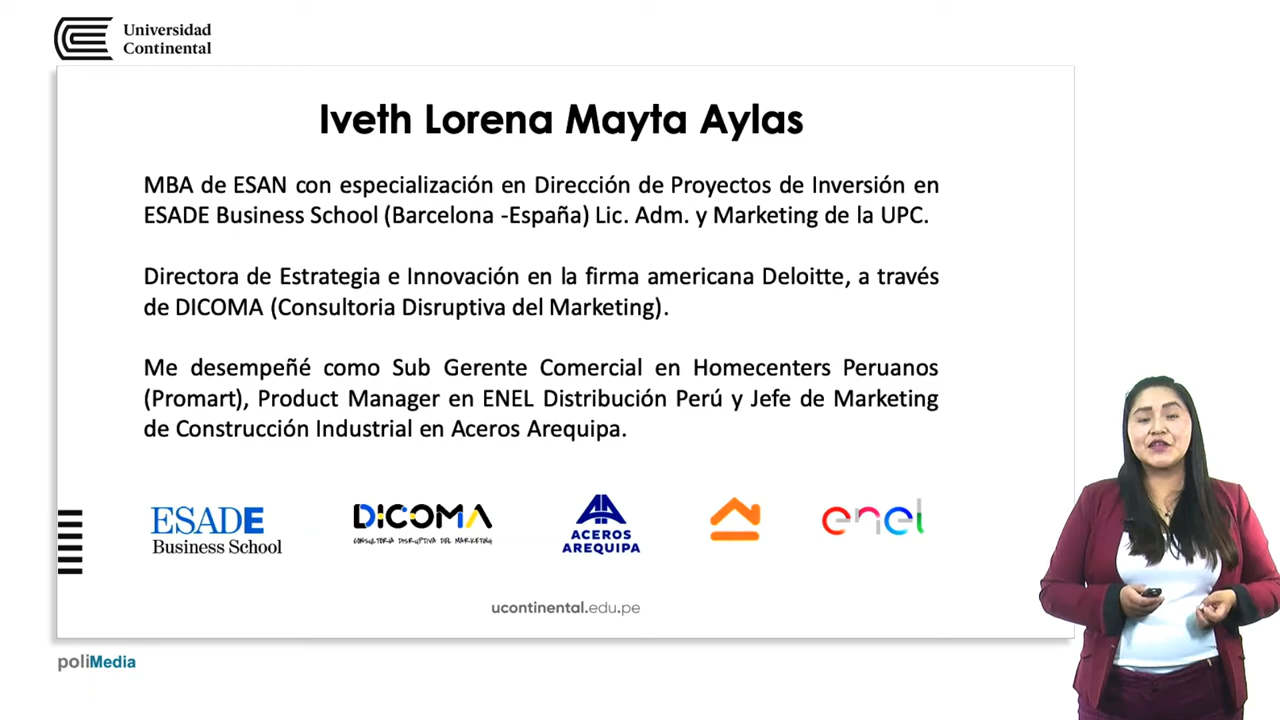 Universidad
Continental
Iveth Lorena Mayta Aylas
MBA de ESAN con especialización en Dirección de Proyectos de Inversión en
ESADE Business School (Barcelona -España) Lic. Adm. y Marketing de la UPC.
Directora de Estrategia e Innovación en la firma americana Deloitte, a través
de DICOMA (Consultoria Disruptiva del Marketing).
Me desempeñé como Sub Gerente Comercial en Homecenters Peruanos
(Promart), Product Manager en ENEL Distribución Perú y Jefe de Marketing
de Construcción Industrial en Aceros Arequipa.
ESADE
Business School
DICOMA
CONSULTORIA DISRUPTIVA DEL MARKETING
ACEROS
AREQUIPA
enel
ucontinental.edu.pe
poliMedia